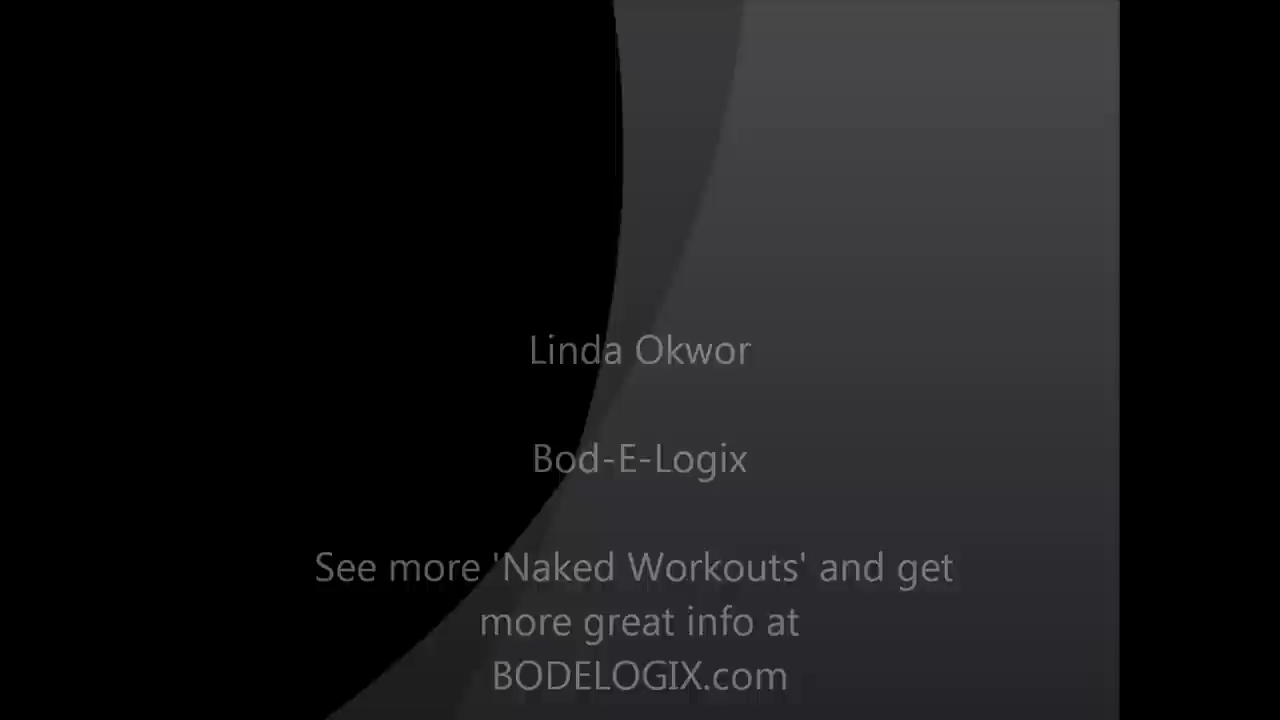 Linda Okwor
Bod-E-Logix
See more 'Naked Workouts' and get
more great info at
BODELOGIX.com